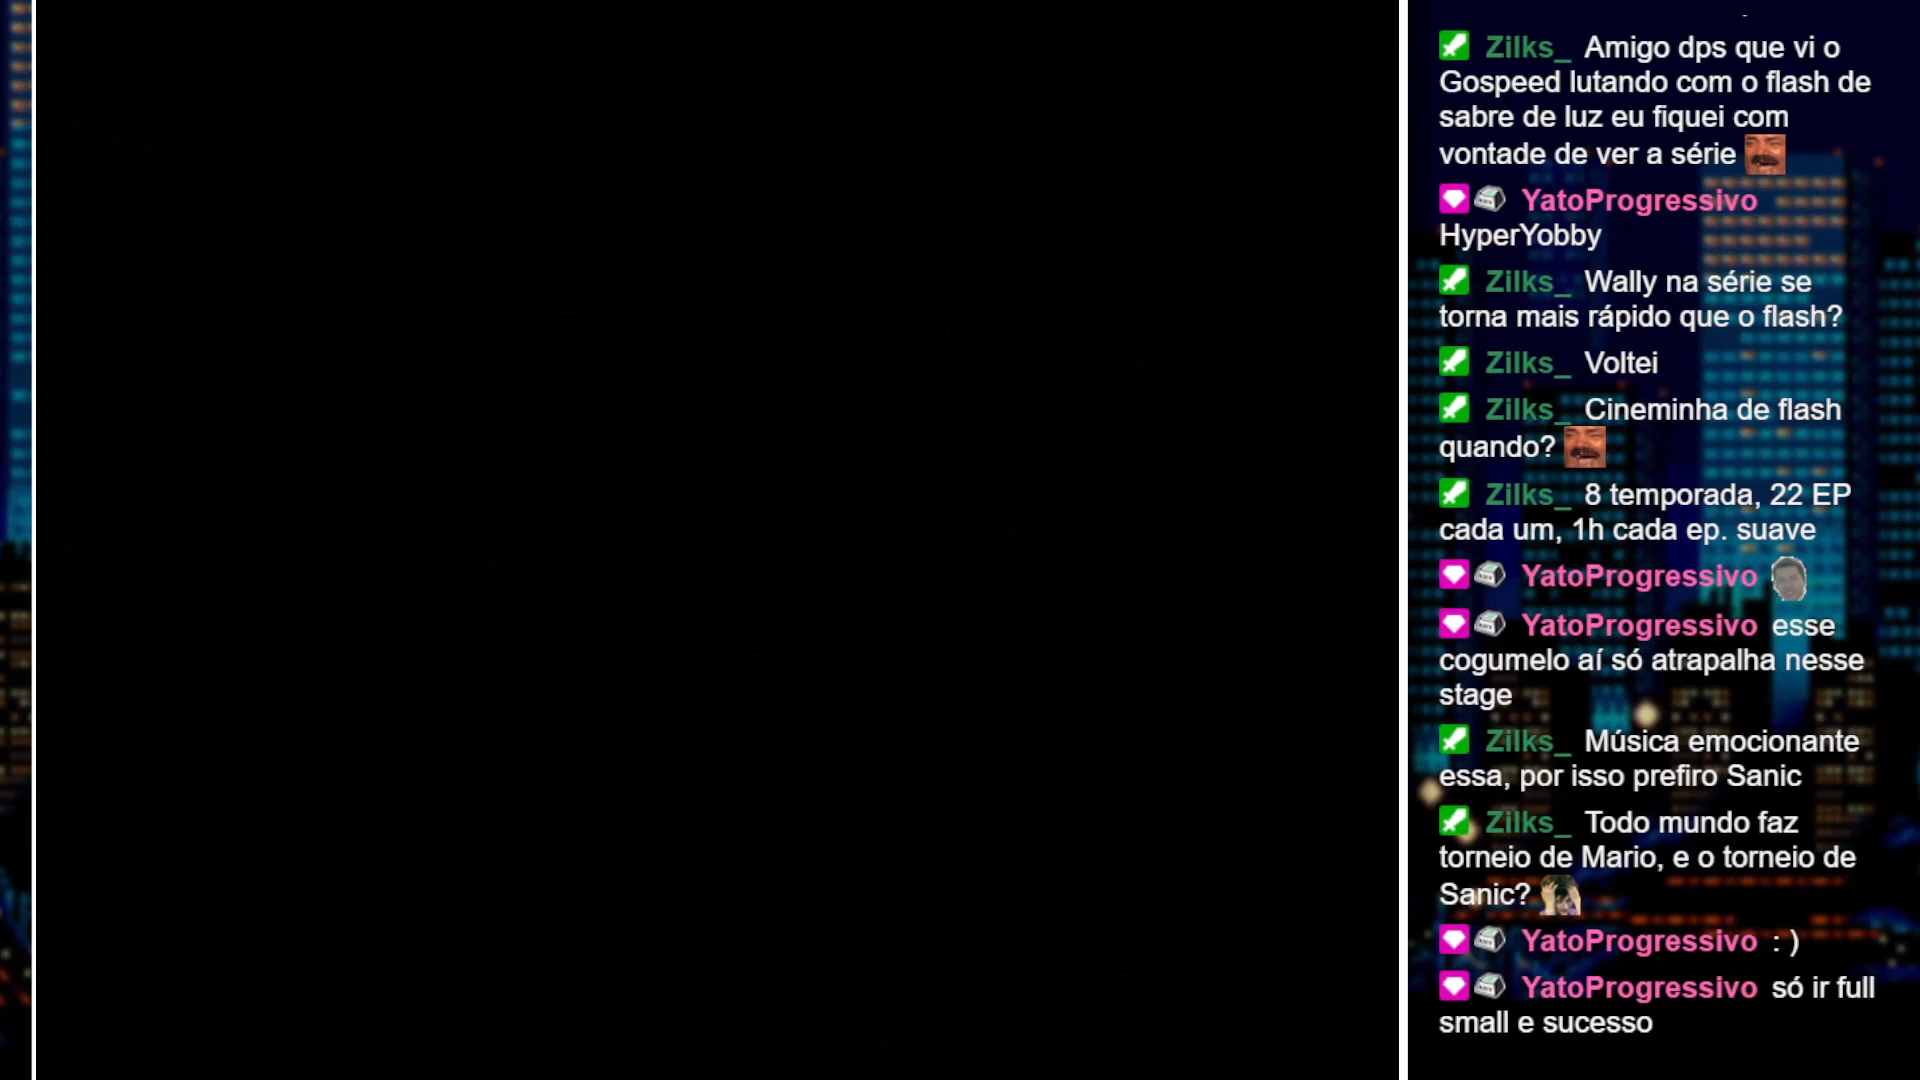 Zilks_ Amigo dps que vi o
Gospeed lutando com o flash de
sabre de luz eu fiquei com
vontade de ver a série
YatoProgressivo
HyperYobby
Zilks_ Wally na série se
torna mais rápido que o flash?
Zilks_ Voltei
Zilks_ Cineminha de flash
quando?
Zilks_ 8 temporada, 22 EP
cada um, 1h cada ep. suave
YatoProgressivo
YatoProgressivo esse
cogumelo aí só atrapalha nesse
stage
Zilks_ Música emocionante
essa, por isso prefiro Sanic
Zilks_ Todo mundo faz
torneio de Mario, e o torneio de
Sanic?
YatoProgressivo : )
YatoProgressivo só ir full
small e sucesso